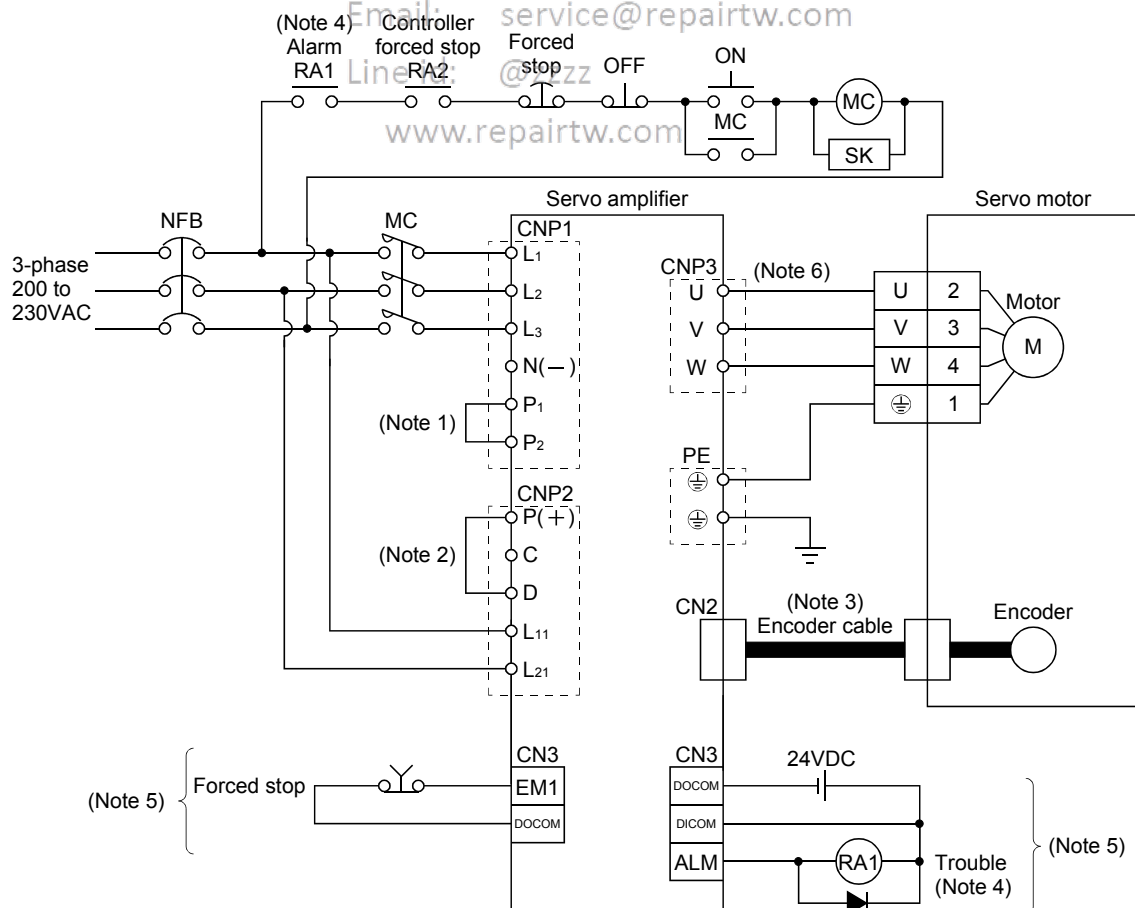 Email: service@repairtw.com
Line id: @zzzz
www.repairtw.com
(Note 4)
Alarm
RA1
Controller
forced stop
RA2
Forced
stop
OFF
ON
MC
MC
SK
NFB
MC
3-phase
200 to
230VAC
Servo amplifier
Servo motor
CNP1
L1
L2
L3
N(−)
P1
P2
(Note 1)
CNP2
P(+)
C
D
L11
L21
(Note 2)
CNP3
U
V
W
(Note 6)
U 2
V 3
W 4
1
Motor
M
PE
CN2
(Note 3)
Encoder cable
Encoder
(Note 5)
Forced stop
CN3
EM1
DOCOM
CN3
DOCOM
DICOM
ALM
24VDC
RA1
Trouble
(Note 4)
(Note 5)